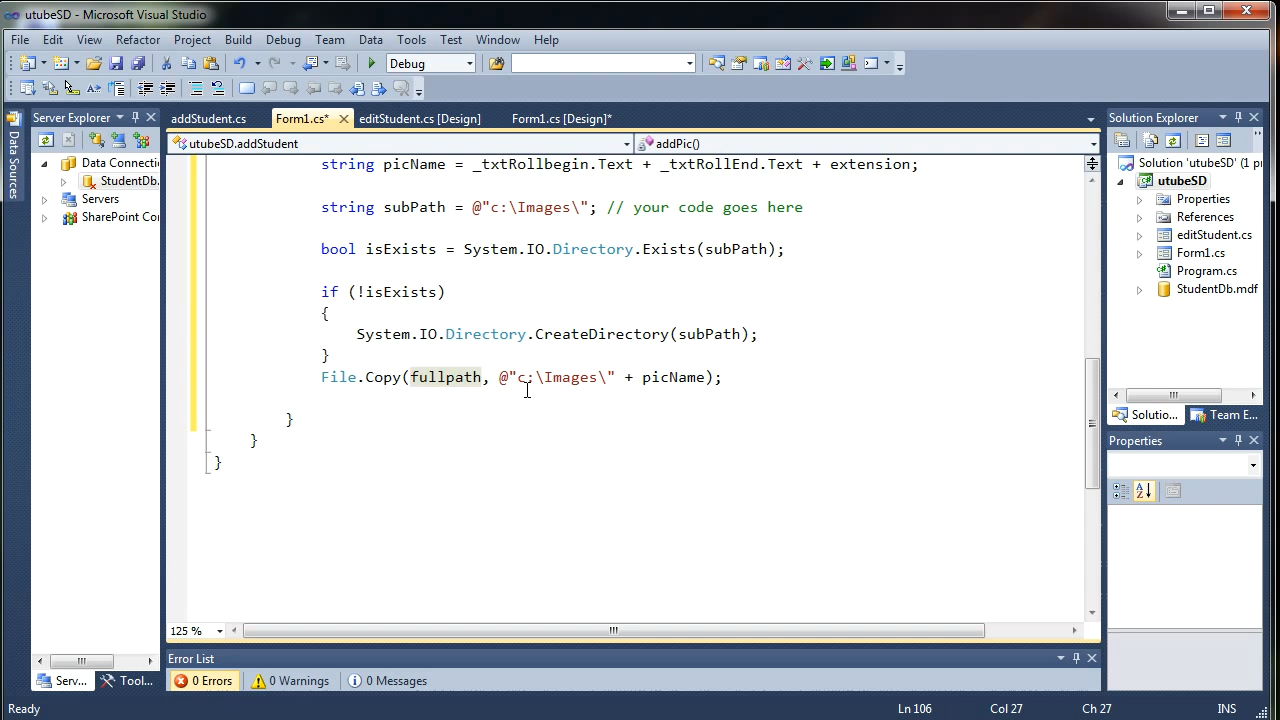 utubeSD - Microsoft Visual Studio
File Edit View Refactor Project Build Debug Team Data Tools Test Window Help
Debug
Server Explorer
addStudent.cs Form1.cs* editStudent.cs [Design] Form1.cs [Design]*
Solution Explorer
Data Sources
utubeSD.addStudent
addPic()
Data Connectio
StudentDb.
Servers
SharePoint Cor
string picName = _txtRollbegin.Text + _txtRollEnd.Text + extension;
string subPath = @"c:\Images\"; // your code goes here
bool isExists = System.IO.Directory.Exists(subPath);
if (!isExists)
{
System.IO.Directory.CreateDirectory(subPath);
}
File.Copy(fullpath, @"c:\Images\" + picName);
}
}
}
Solution 'utubeSD' (1 pr
utubeSD
Properties
References
editStudent.cs
Form1.cs
Program.cs
StudentDb.mdf
Solutio... Team E...
Properties
125 %
Error List
Serv... Tool...
0 Errors 0 Warnings 0 Messages
Ready Ln 106 Col 27 Ch 27 INS